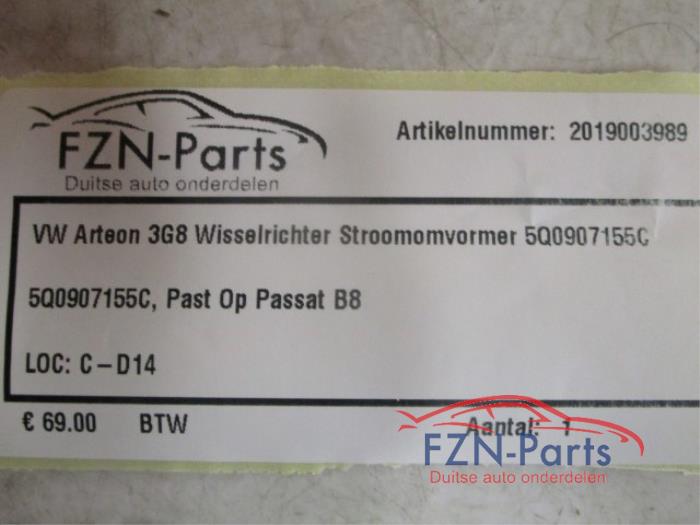 FZN-Parts
Duitse auto onderdelen
Artikelnummer: 2019003989
VW Arteon 3G8 Wisselrichter Stroomomvormer 5Q0907155C
5Q0907155C, Past Op Passat B8
LOC: C-D14
€ 69.00 BTW Aantal: 1
FZN-Parts
Duitse auto onderdelen